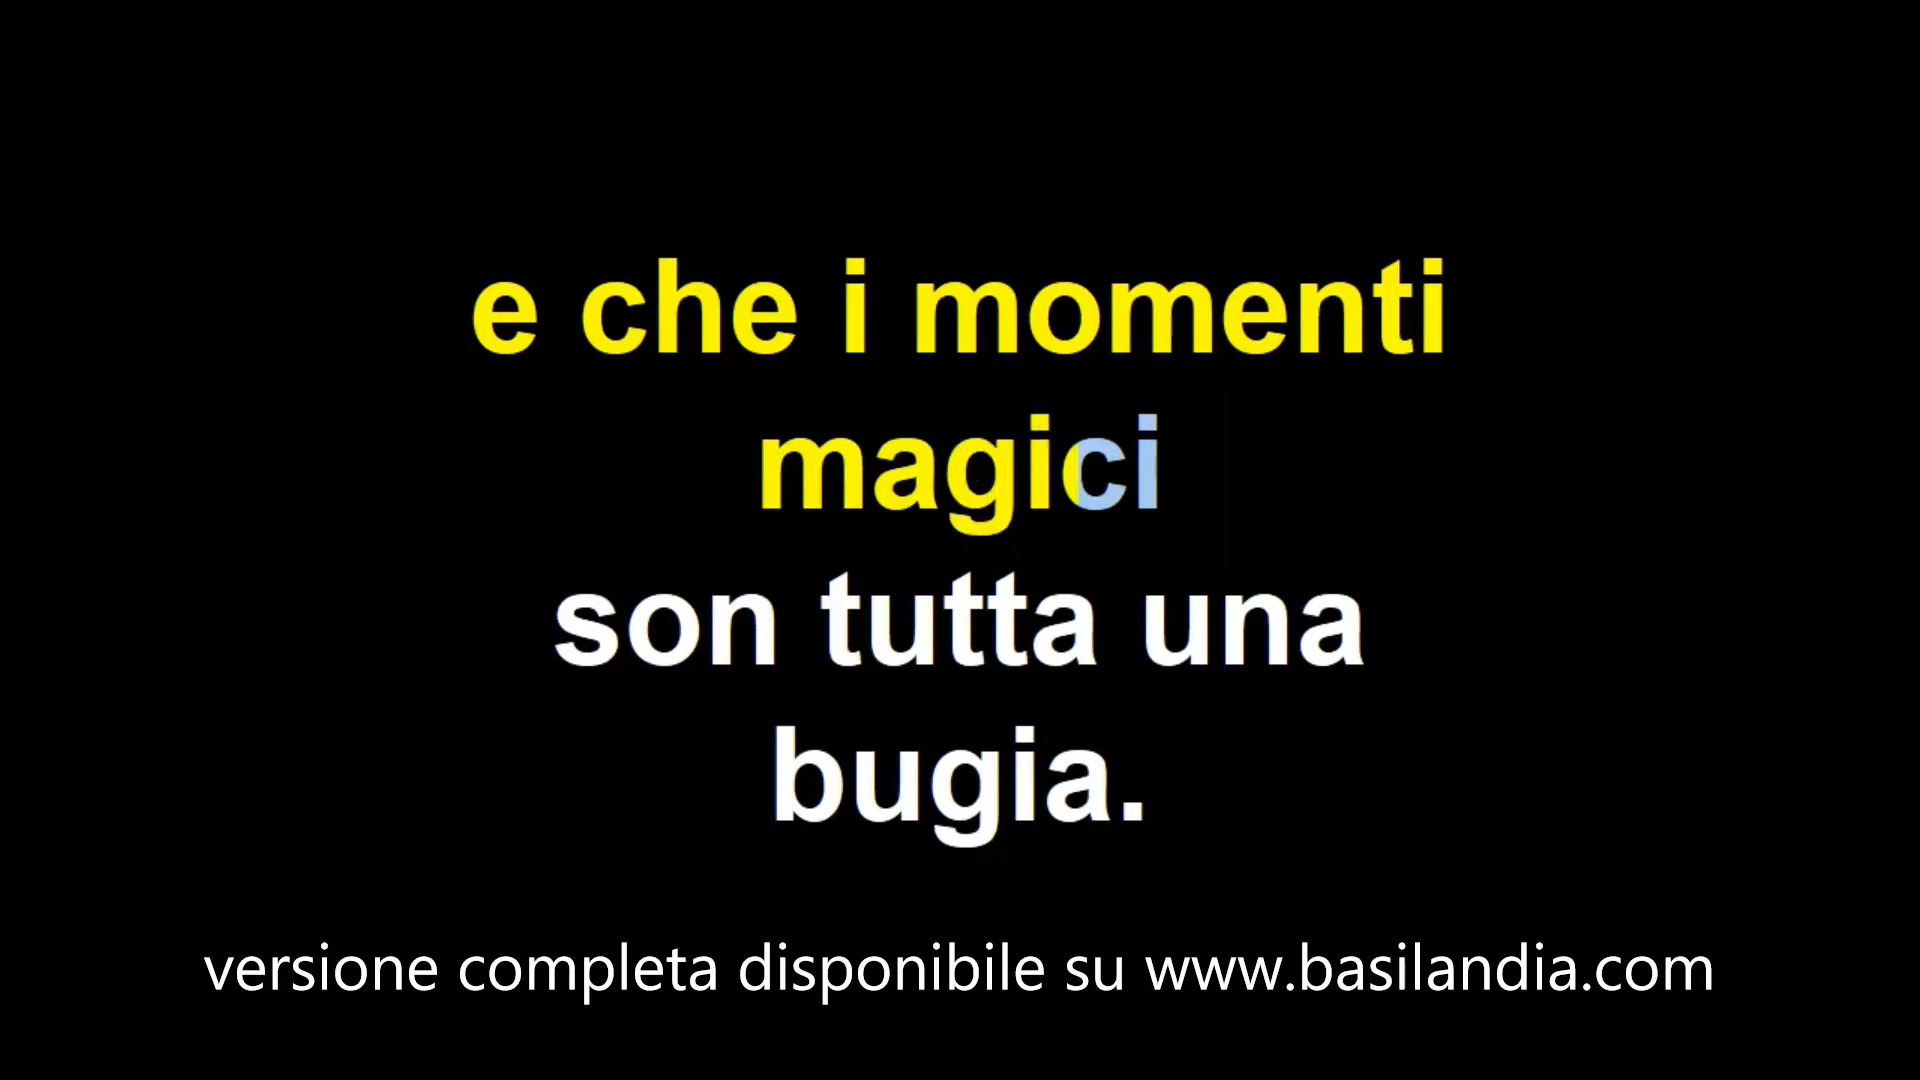 e che i momenti
magici
son tutta una
bugia.
versione completa disponibile su www.basilandia.com